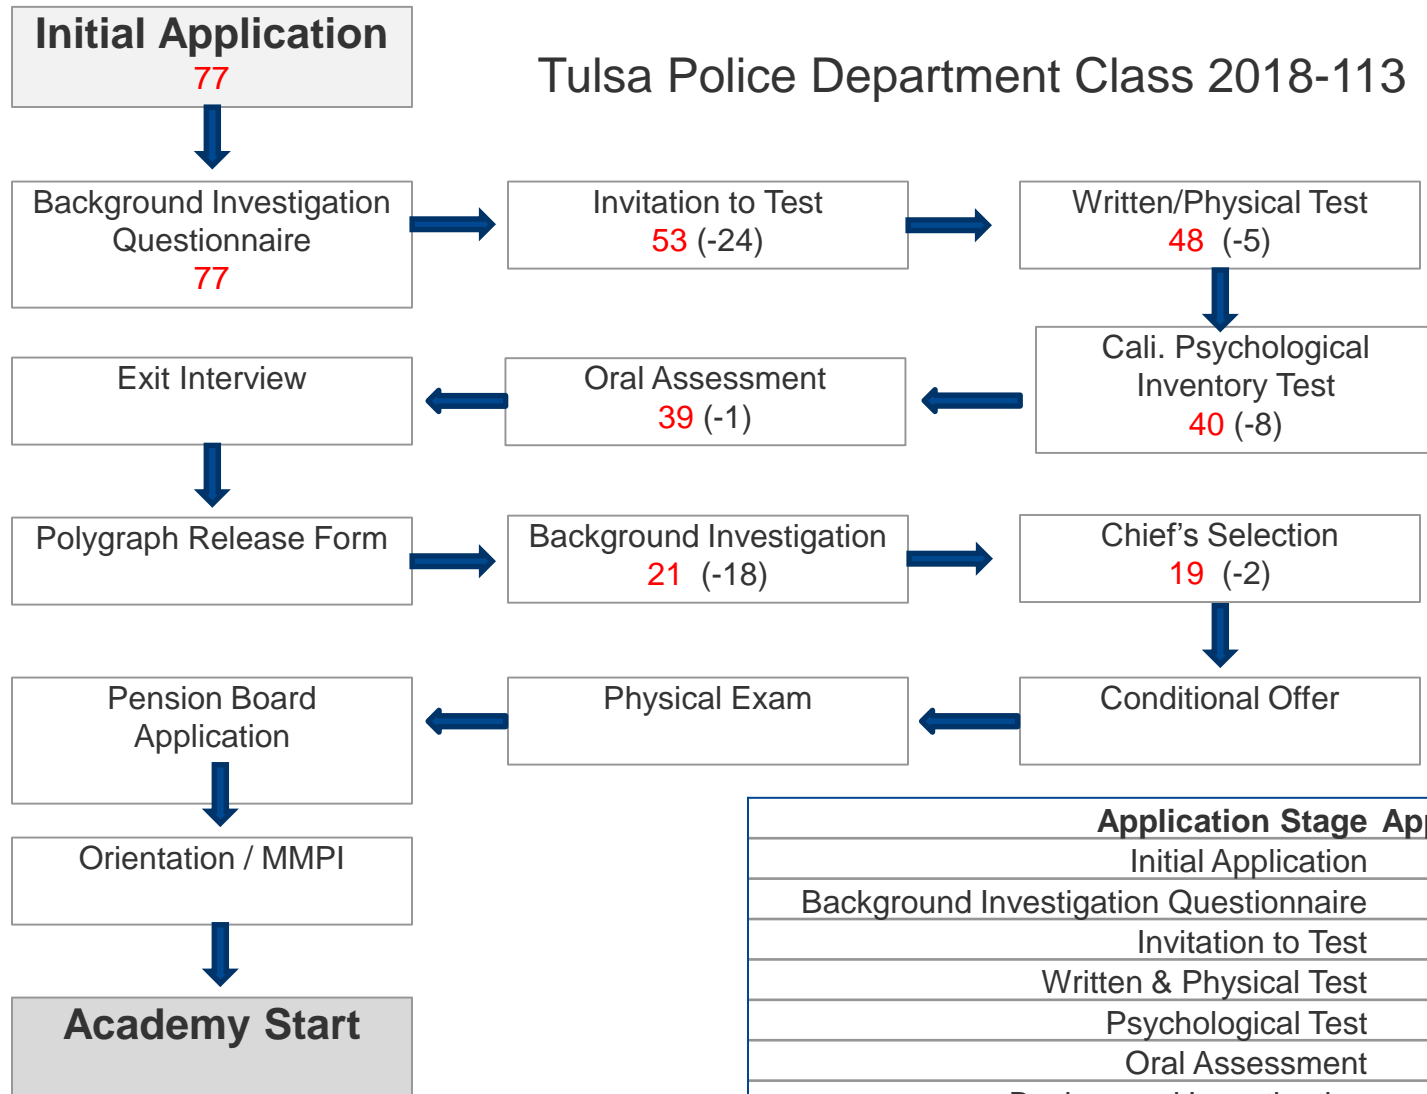 Initial Application
77
Tulsa Police Department Class 2018-113
Background Investigation
Questionnaire
77
Invitation to Test
53 (-24)
Written/Physical Test
48 (-5)
Cali. Psychological
Inventory Test
40 (-8)
Oral Assessment
39 (-1)
Exit Interview
Polygraph Release Form
Background Investigation
21 (-18)
Chief’s Selection
19 (-2)
Conditional Offer
Physical Exam
Pension Board
Application
Orientation / MMPI
Academy Start
Application Stage
Initial Application
Background Investigation Questionnaire
Invitation to Test
Written & Physical Test
Psychological Test
Oral Assessment
Background Investigation